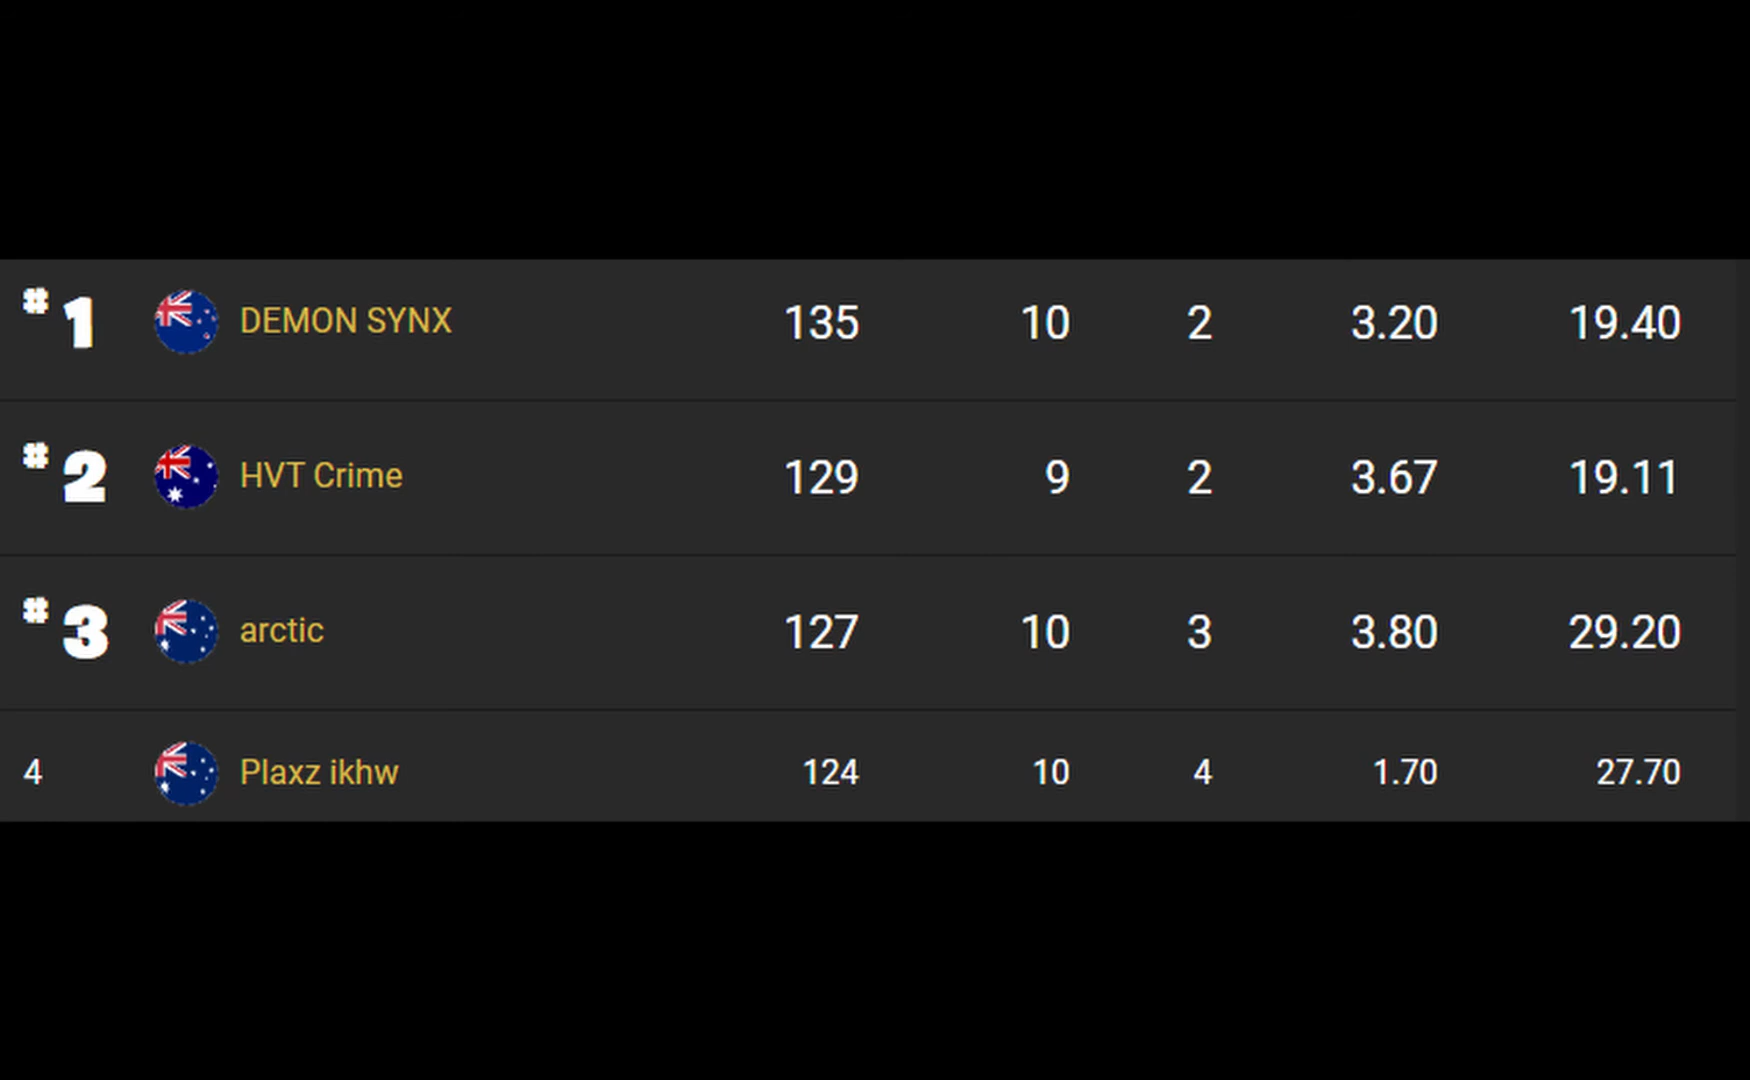 #1 DEMON SYNX 135 10 2 3.20 19.40
#2 HVT Crime 129 9 2 3.67 19.11
#3 arctic 127 10 3 3.80 29.20
4 Plaxz ikhw 124 10 4 1.70 27.70